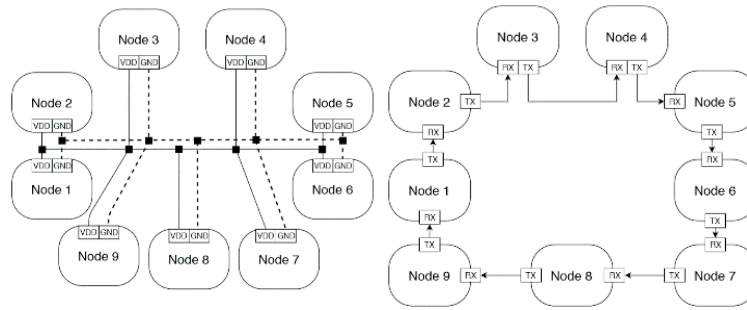 Node 3
VDD GND
Node 4
VDD GND
Node 2
VDD GND
Node 5
VDD GND
VDD GND
Node 1
VDD GND
Node 6
VDD GND
Node 9
VDD GND
Node 8
VDD GND
Node 7
Node 3
RX TX
Node 4
RX TX
Node 2
TX
RX
RX
Node 5
TX
TX
Node 1
RX
RX
Node 6
TX
TX
Node 9
RX
TX
Node 8
RX
RX
TX
Node 7